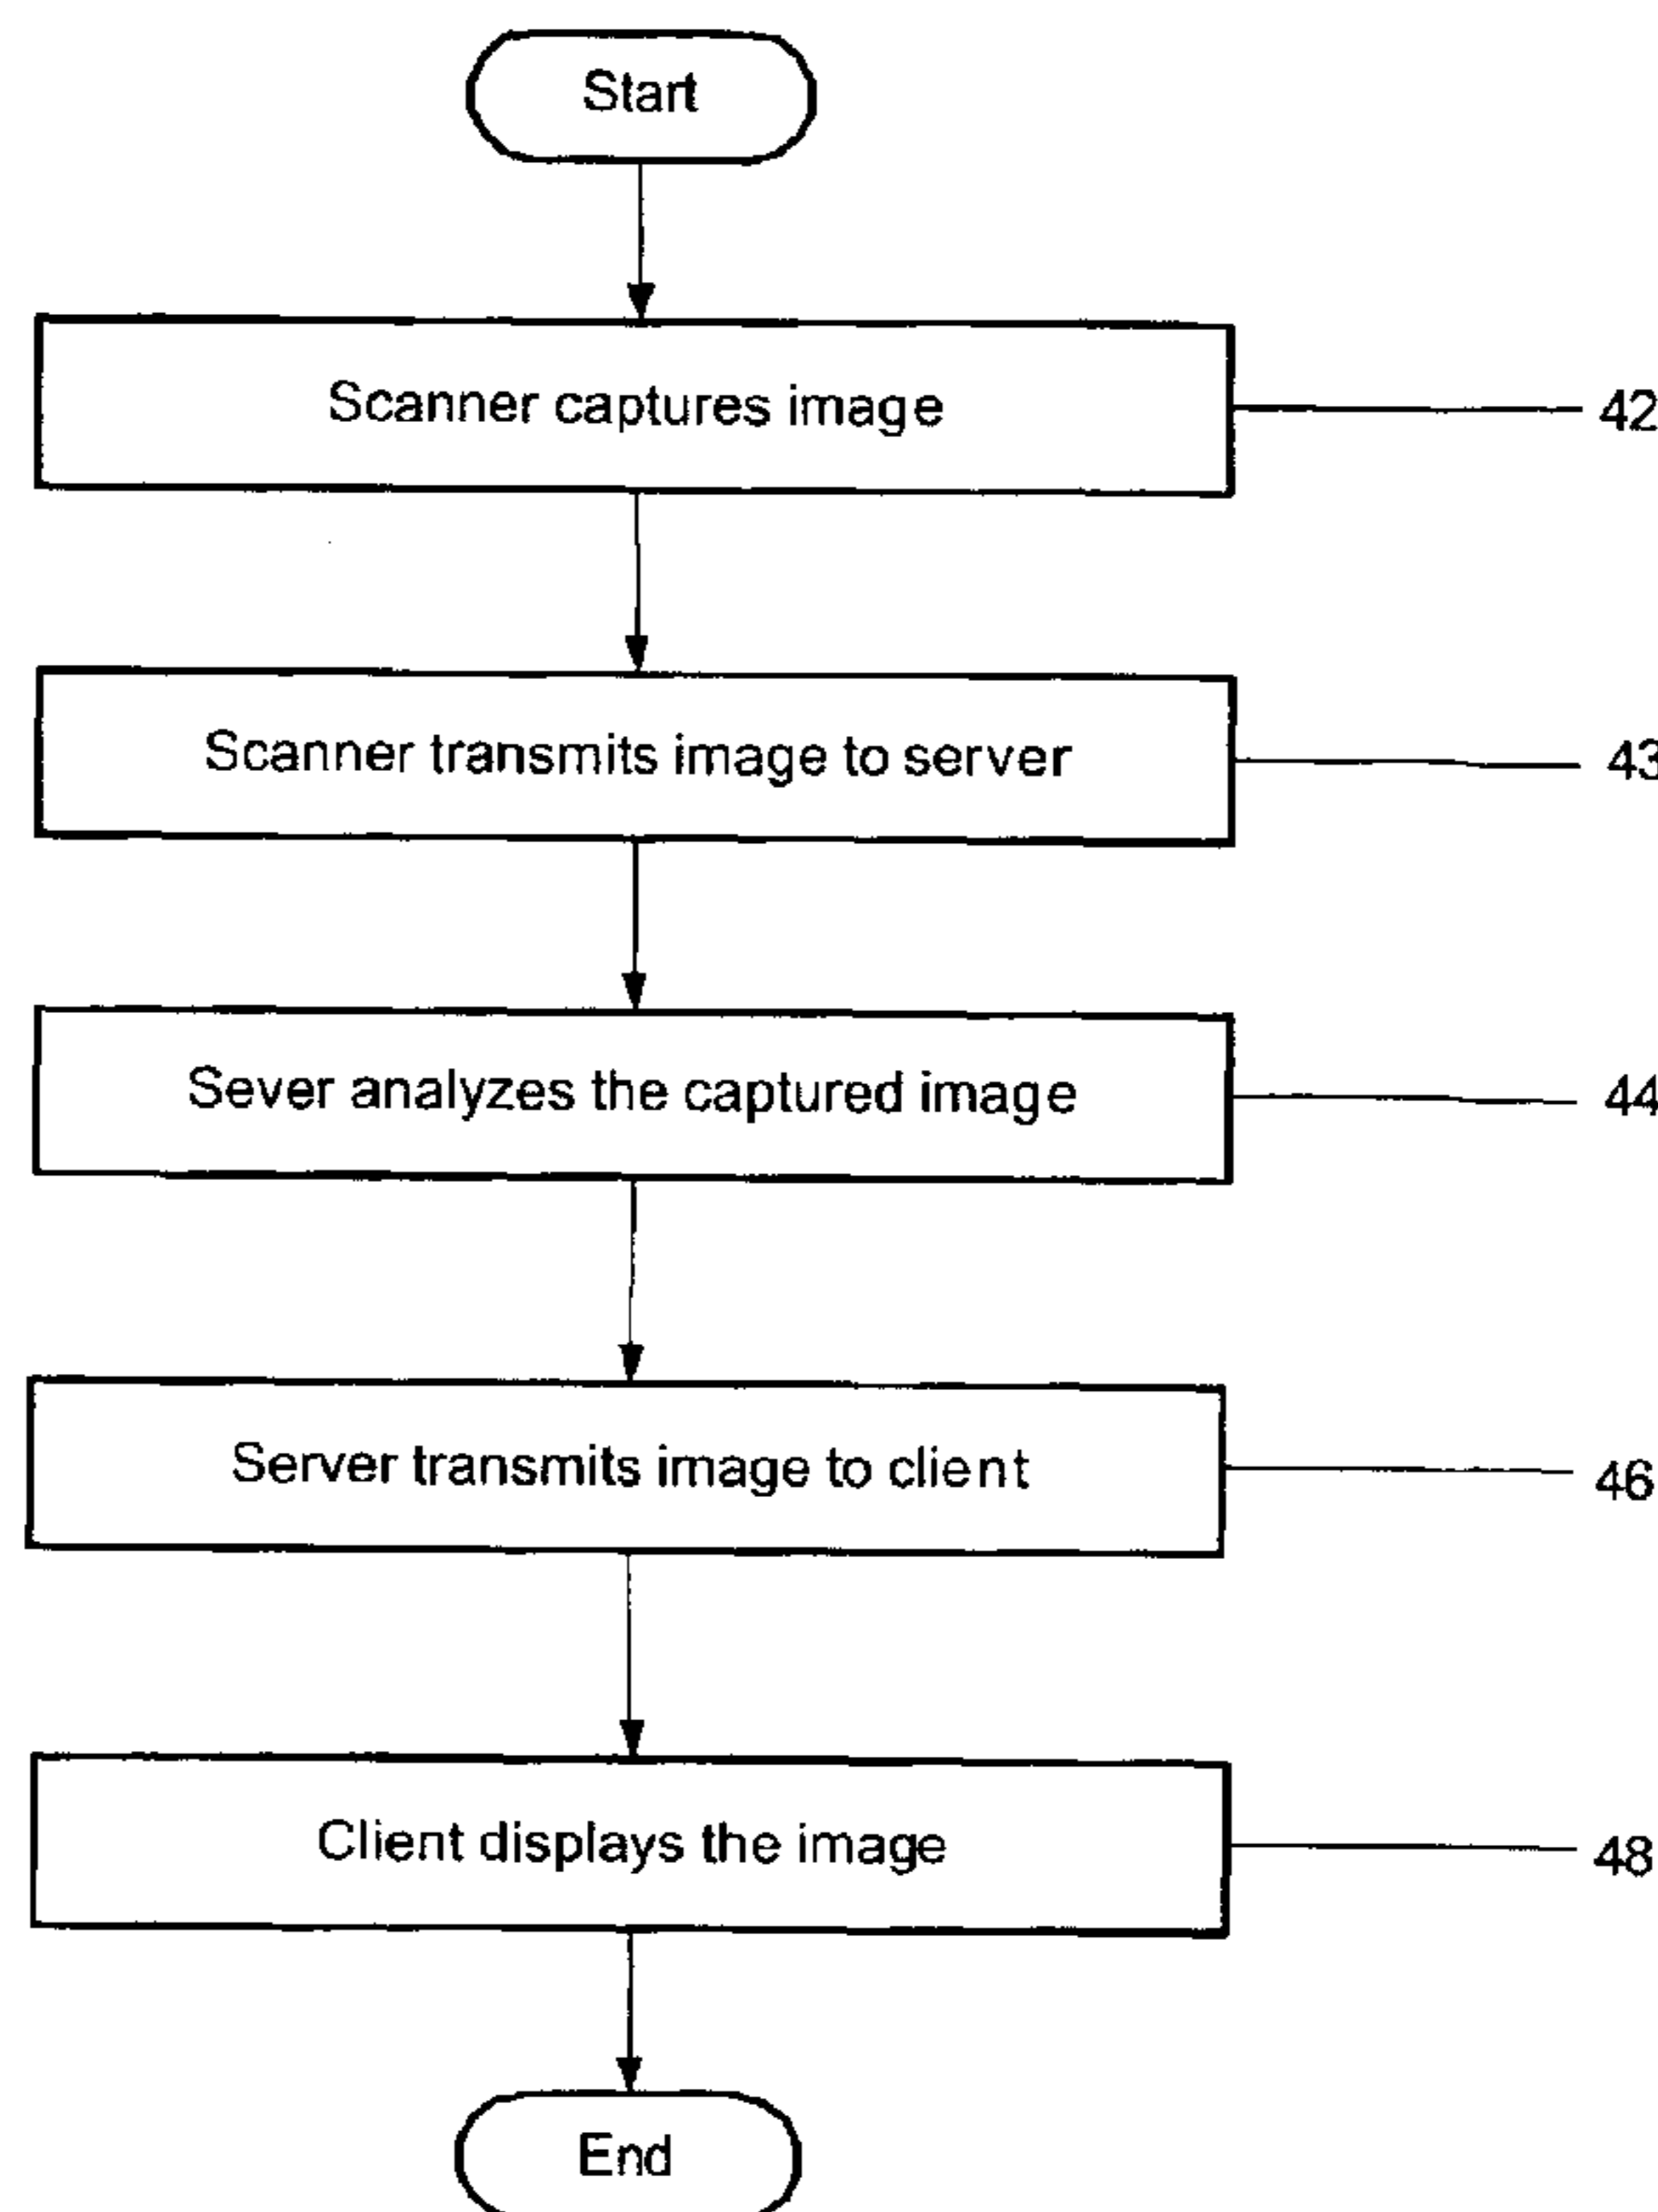 Start
Scanner captures image
42
Scanner transmits image to server
43
Sever analyzes the captured image
44
Server transmits image to client
46
Client displays the image
48
End